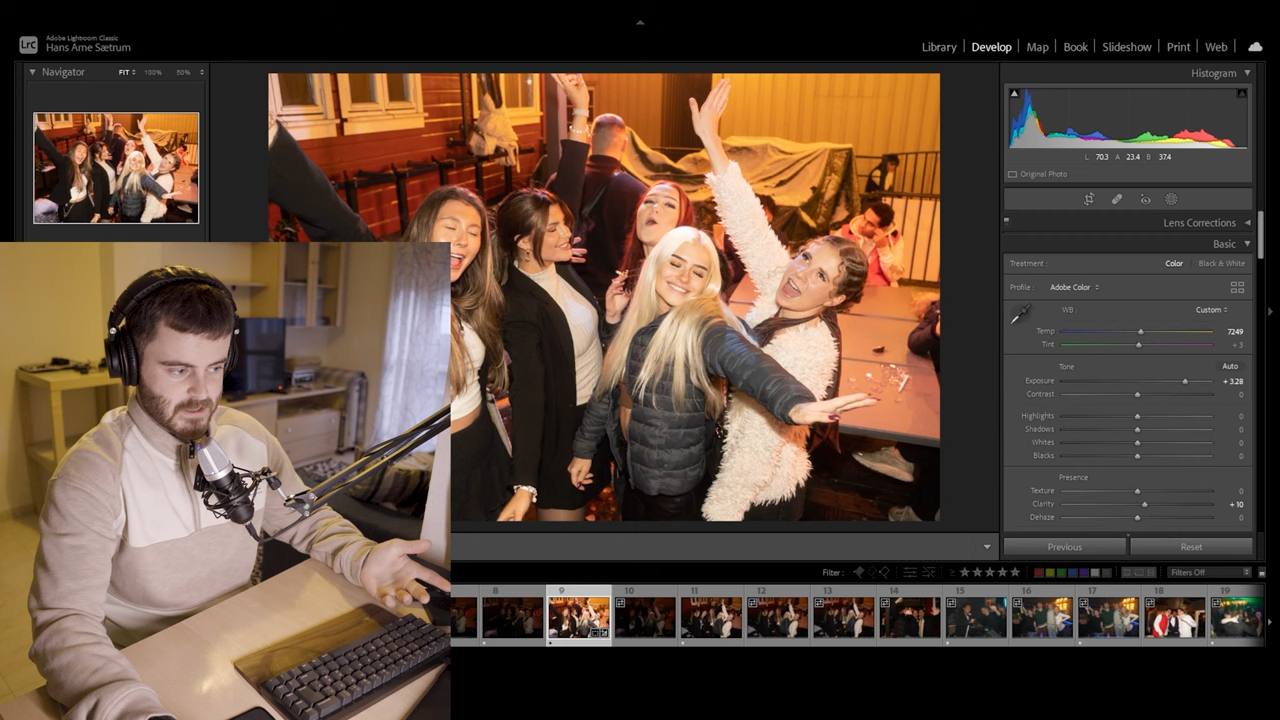 LrC
Adobe Lightroom Classic
Hans Arne Sætrum
Library | Develop | Map | Book | Slideshow | Print | Web
Navigator FIT 100% 50%
Histogram
L 70.3 A 23.4 B 37.4
Original Photo
Lens Corrections
Basic
Treatment : Color Black & White
Profile : Adobe Color
WB : Custom
Temp 7249
Tint + 3
Tone Auto
Exposure + 3.28
Contrast 0
Highlights 0
Shadows 0
Whites 0
Blacks 0
Presence
Texture 0
Clarity + 10
Dehaze 0
Previous Reset
Filter : Filters Off
8 9 10 11 12 13 14 15 16 17 18 19